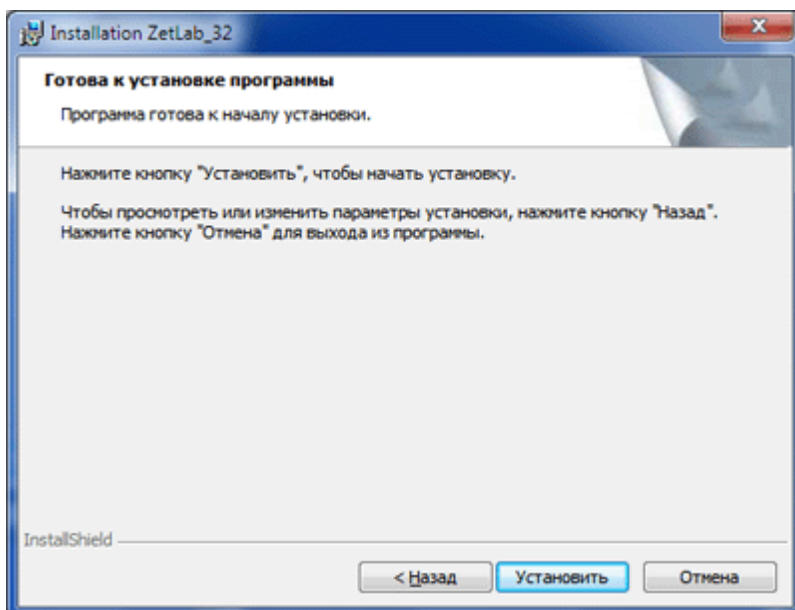 Installation ZetLab_32
Готова к установке программы
Программа готова к началу установки.
Нажмите кнопку "Установить", чтобы начать установку.
Чтобы просмотреть или изменить параметры установки, нажмите кнопку "Назад".
Нажмите кнопку "Отмена" для выхода из программы.
InstallShield
< Назад
Установить
Отмена